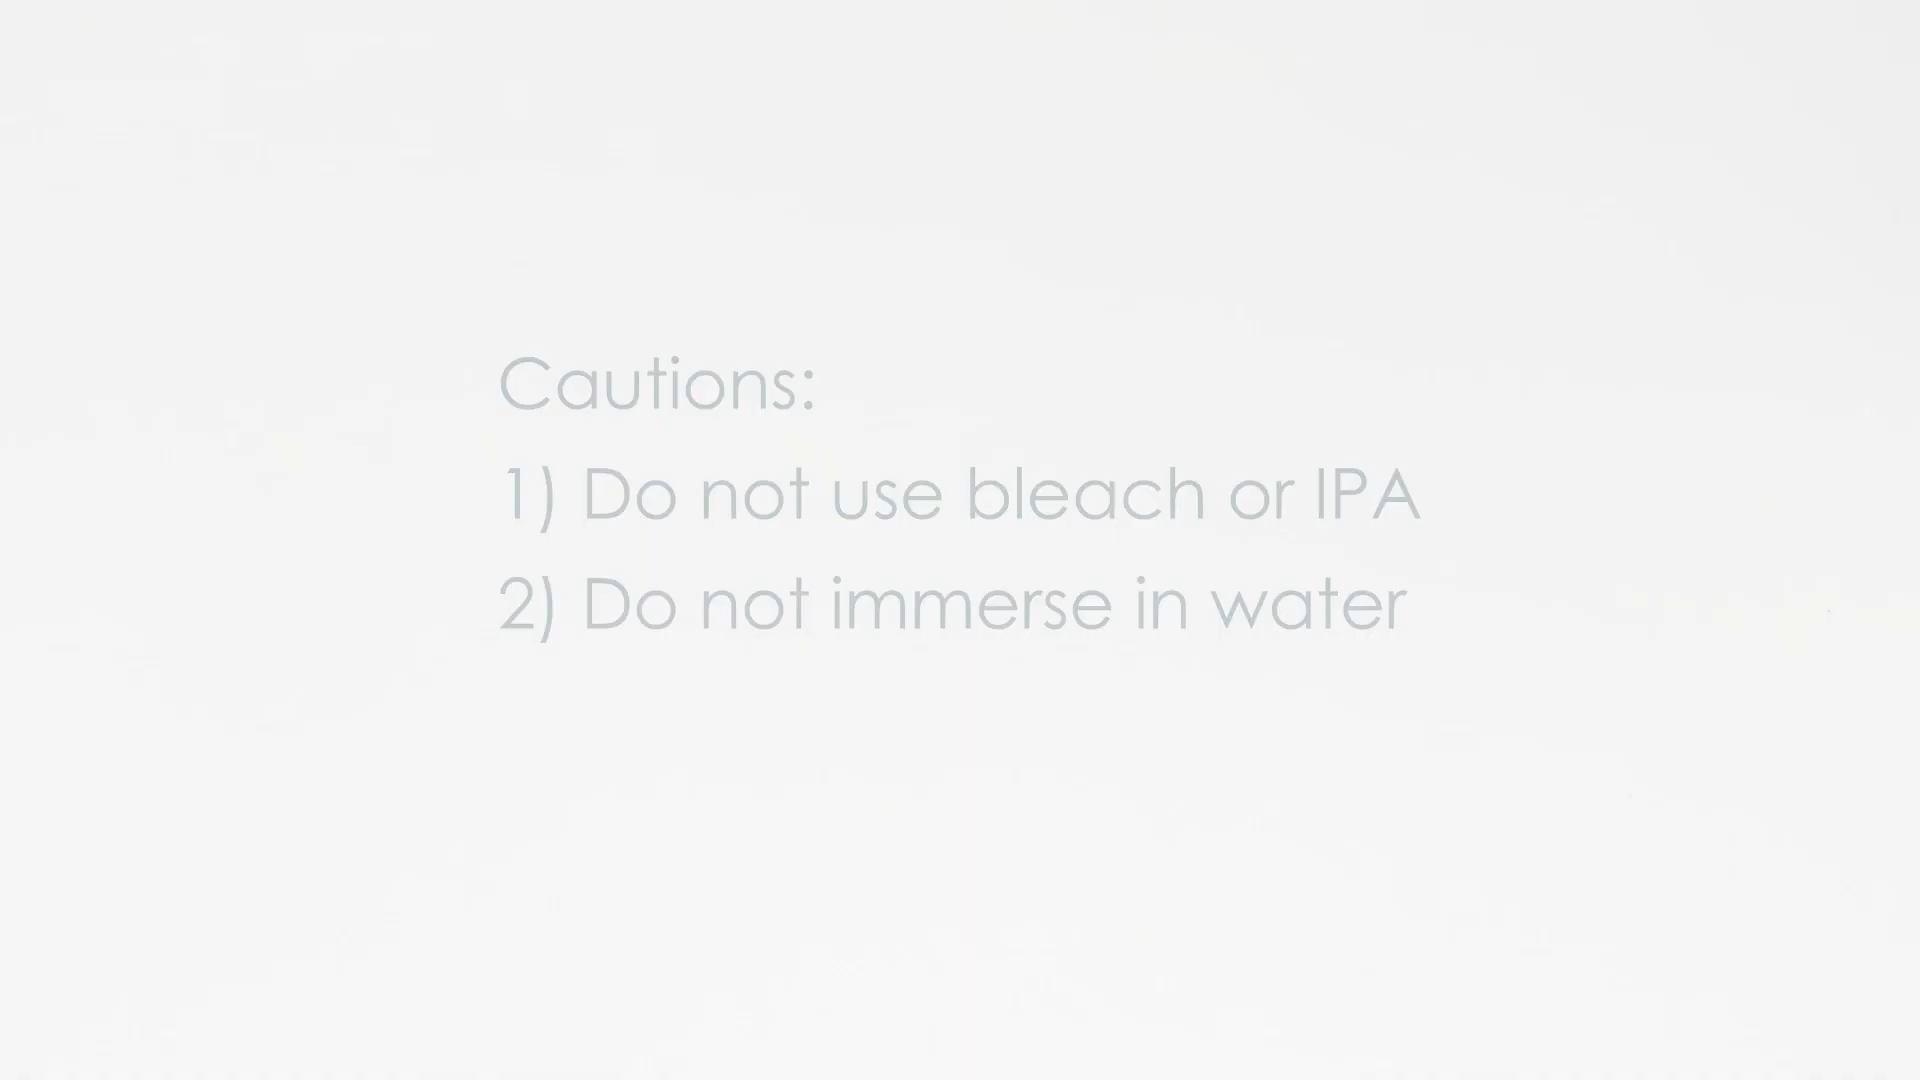 Cautions:
1) Do not use bleach or IPA
2) Do not immerse in water